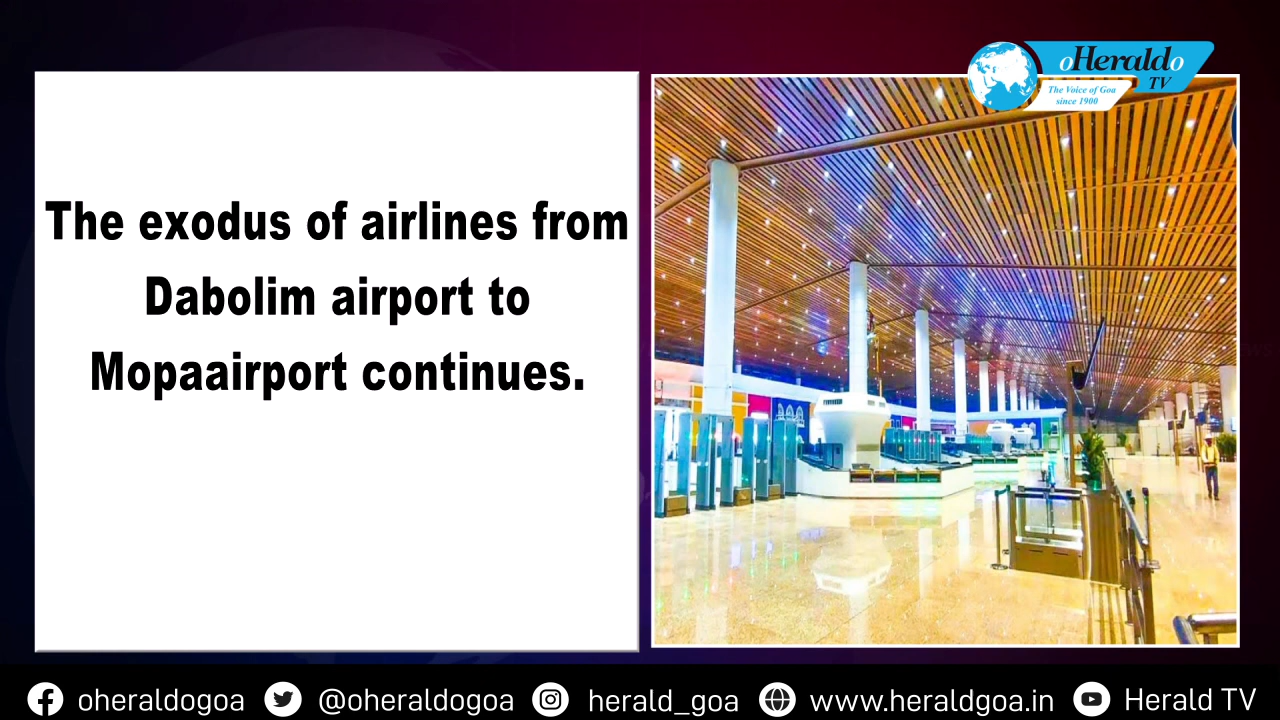 oHeraldo
TV
The Voice of Goa
since 1900
The exodus of airlines from
Dabolim airport to
Mopaairport continues.
oheraldogoa
@oheraldogoa
herald_goa
www.heraldgoa.in
Herald TV